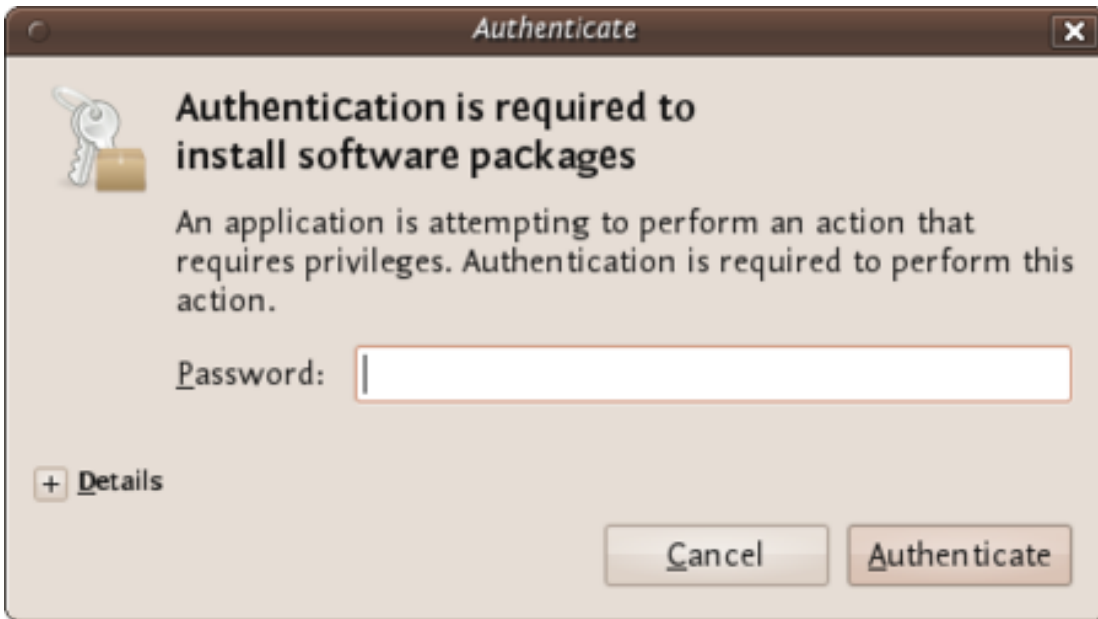 Authenticate
Authentication is required to
install software packages
An application is attempting to perform an action that
requires privileges. Authentication is required to perform this
action.
Password:
+ Details
Cancel Authenticate